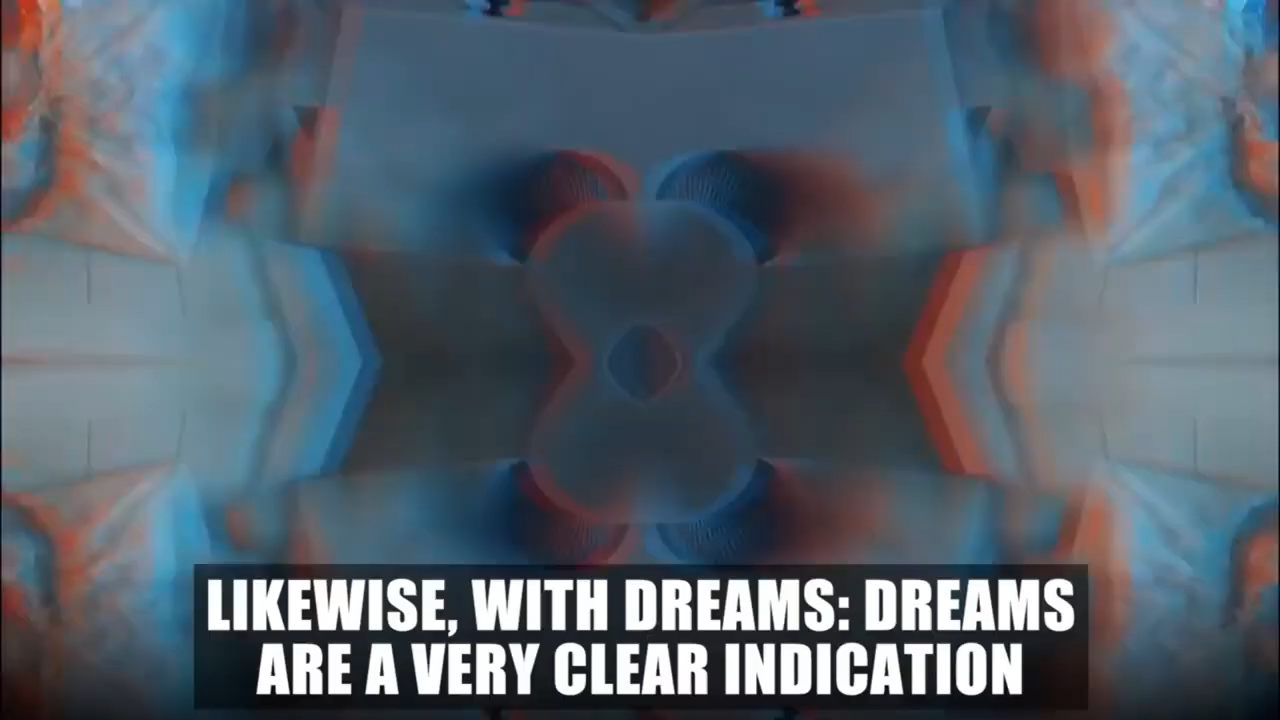 LIKEWISE, WITH DREAMS: DREAMS
ARE A VERY CLEAR INDICATION